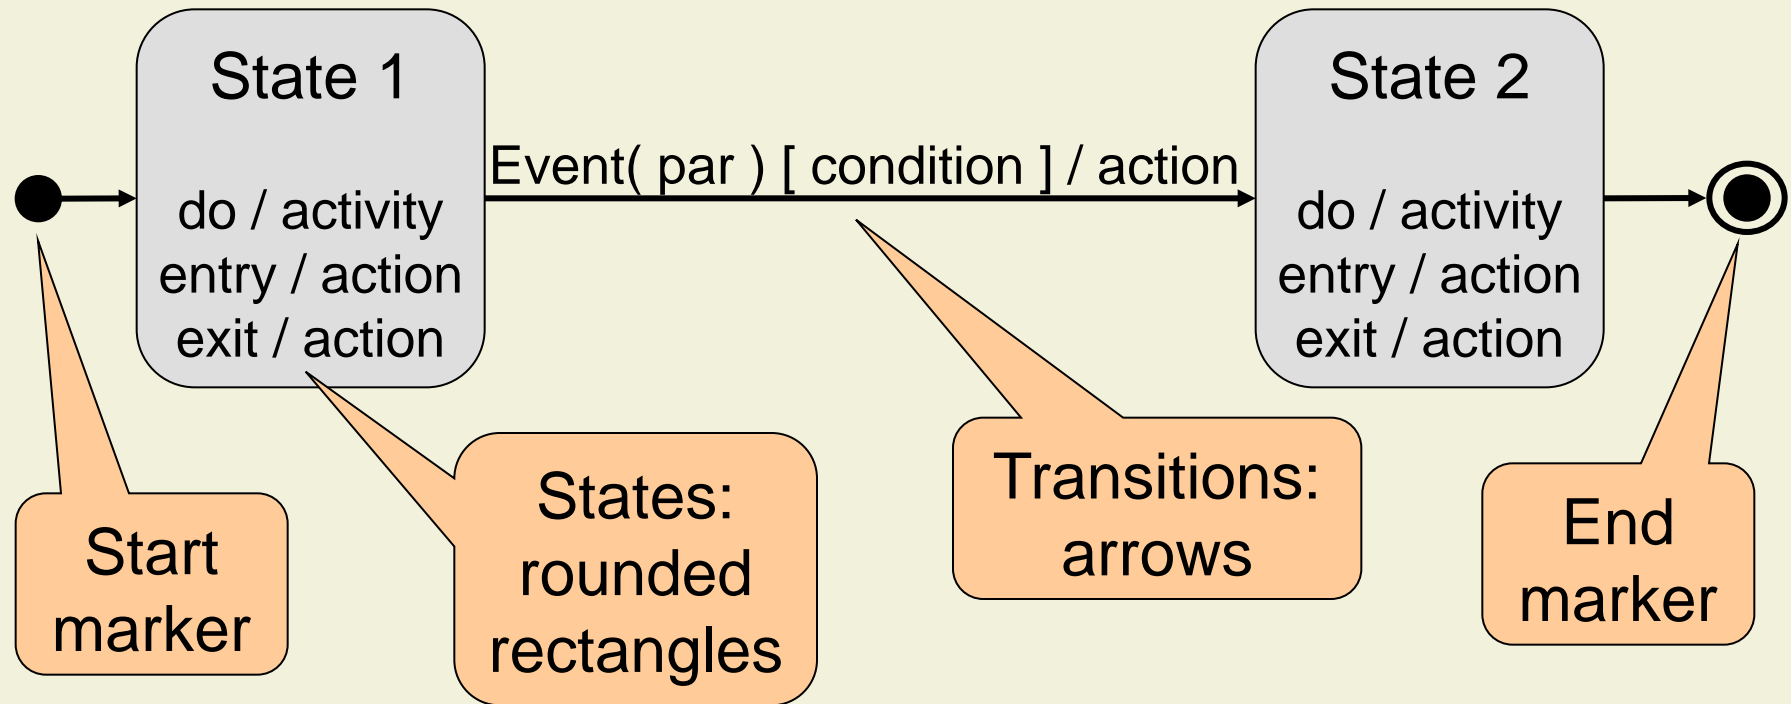 State 1
do / activity
entry / action
exit / action
Event( par ) [ condition ] / action
State 2
do / activity
entry / action
exit / action
Start
marker
States:
rounded
rectangles
Transitions:
arrows
End
marker